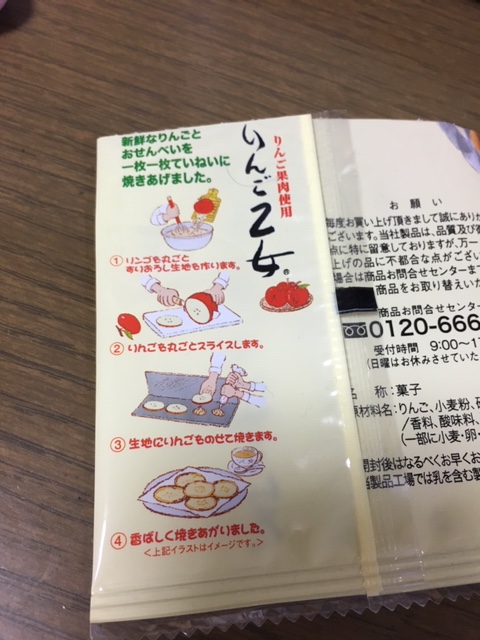 新鮮なりんごと
おせんべいを
一枚一枚ていねいに
焼きあげました。
りんご果肉使用
りんご乙女®
①リンゴも丸ごと
すりおろし生地を作ります。
②りんごを丸ごとスライスします。
③生地にりんごをのせて焼きます。
④香ばしく焼きあがりました。
<上記イラストはイメージです。>
お願い
毎度お買い上げ頂きまして誠にありが
ございます。当社製品は、品質及び
点に特に留意しておりますが、万一
上げの品に不都合な点がござい
場合は商品お問合せセンターま
商品をお取り替えいた
商品お問合せセンター
0120-666
受付時間 9:00〜1
(日曜はお休みさせていた
名 称:菓子
原材料名:りんご、小麦粉、砂
/香料、酸味料、
(一部に小麦・卵・
開封後はなるべくお早くお
当製品工場では乳を含む製